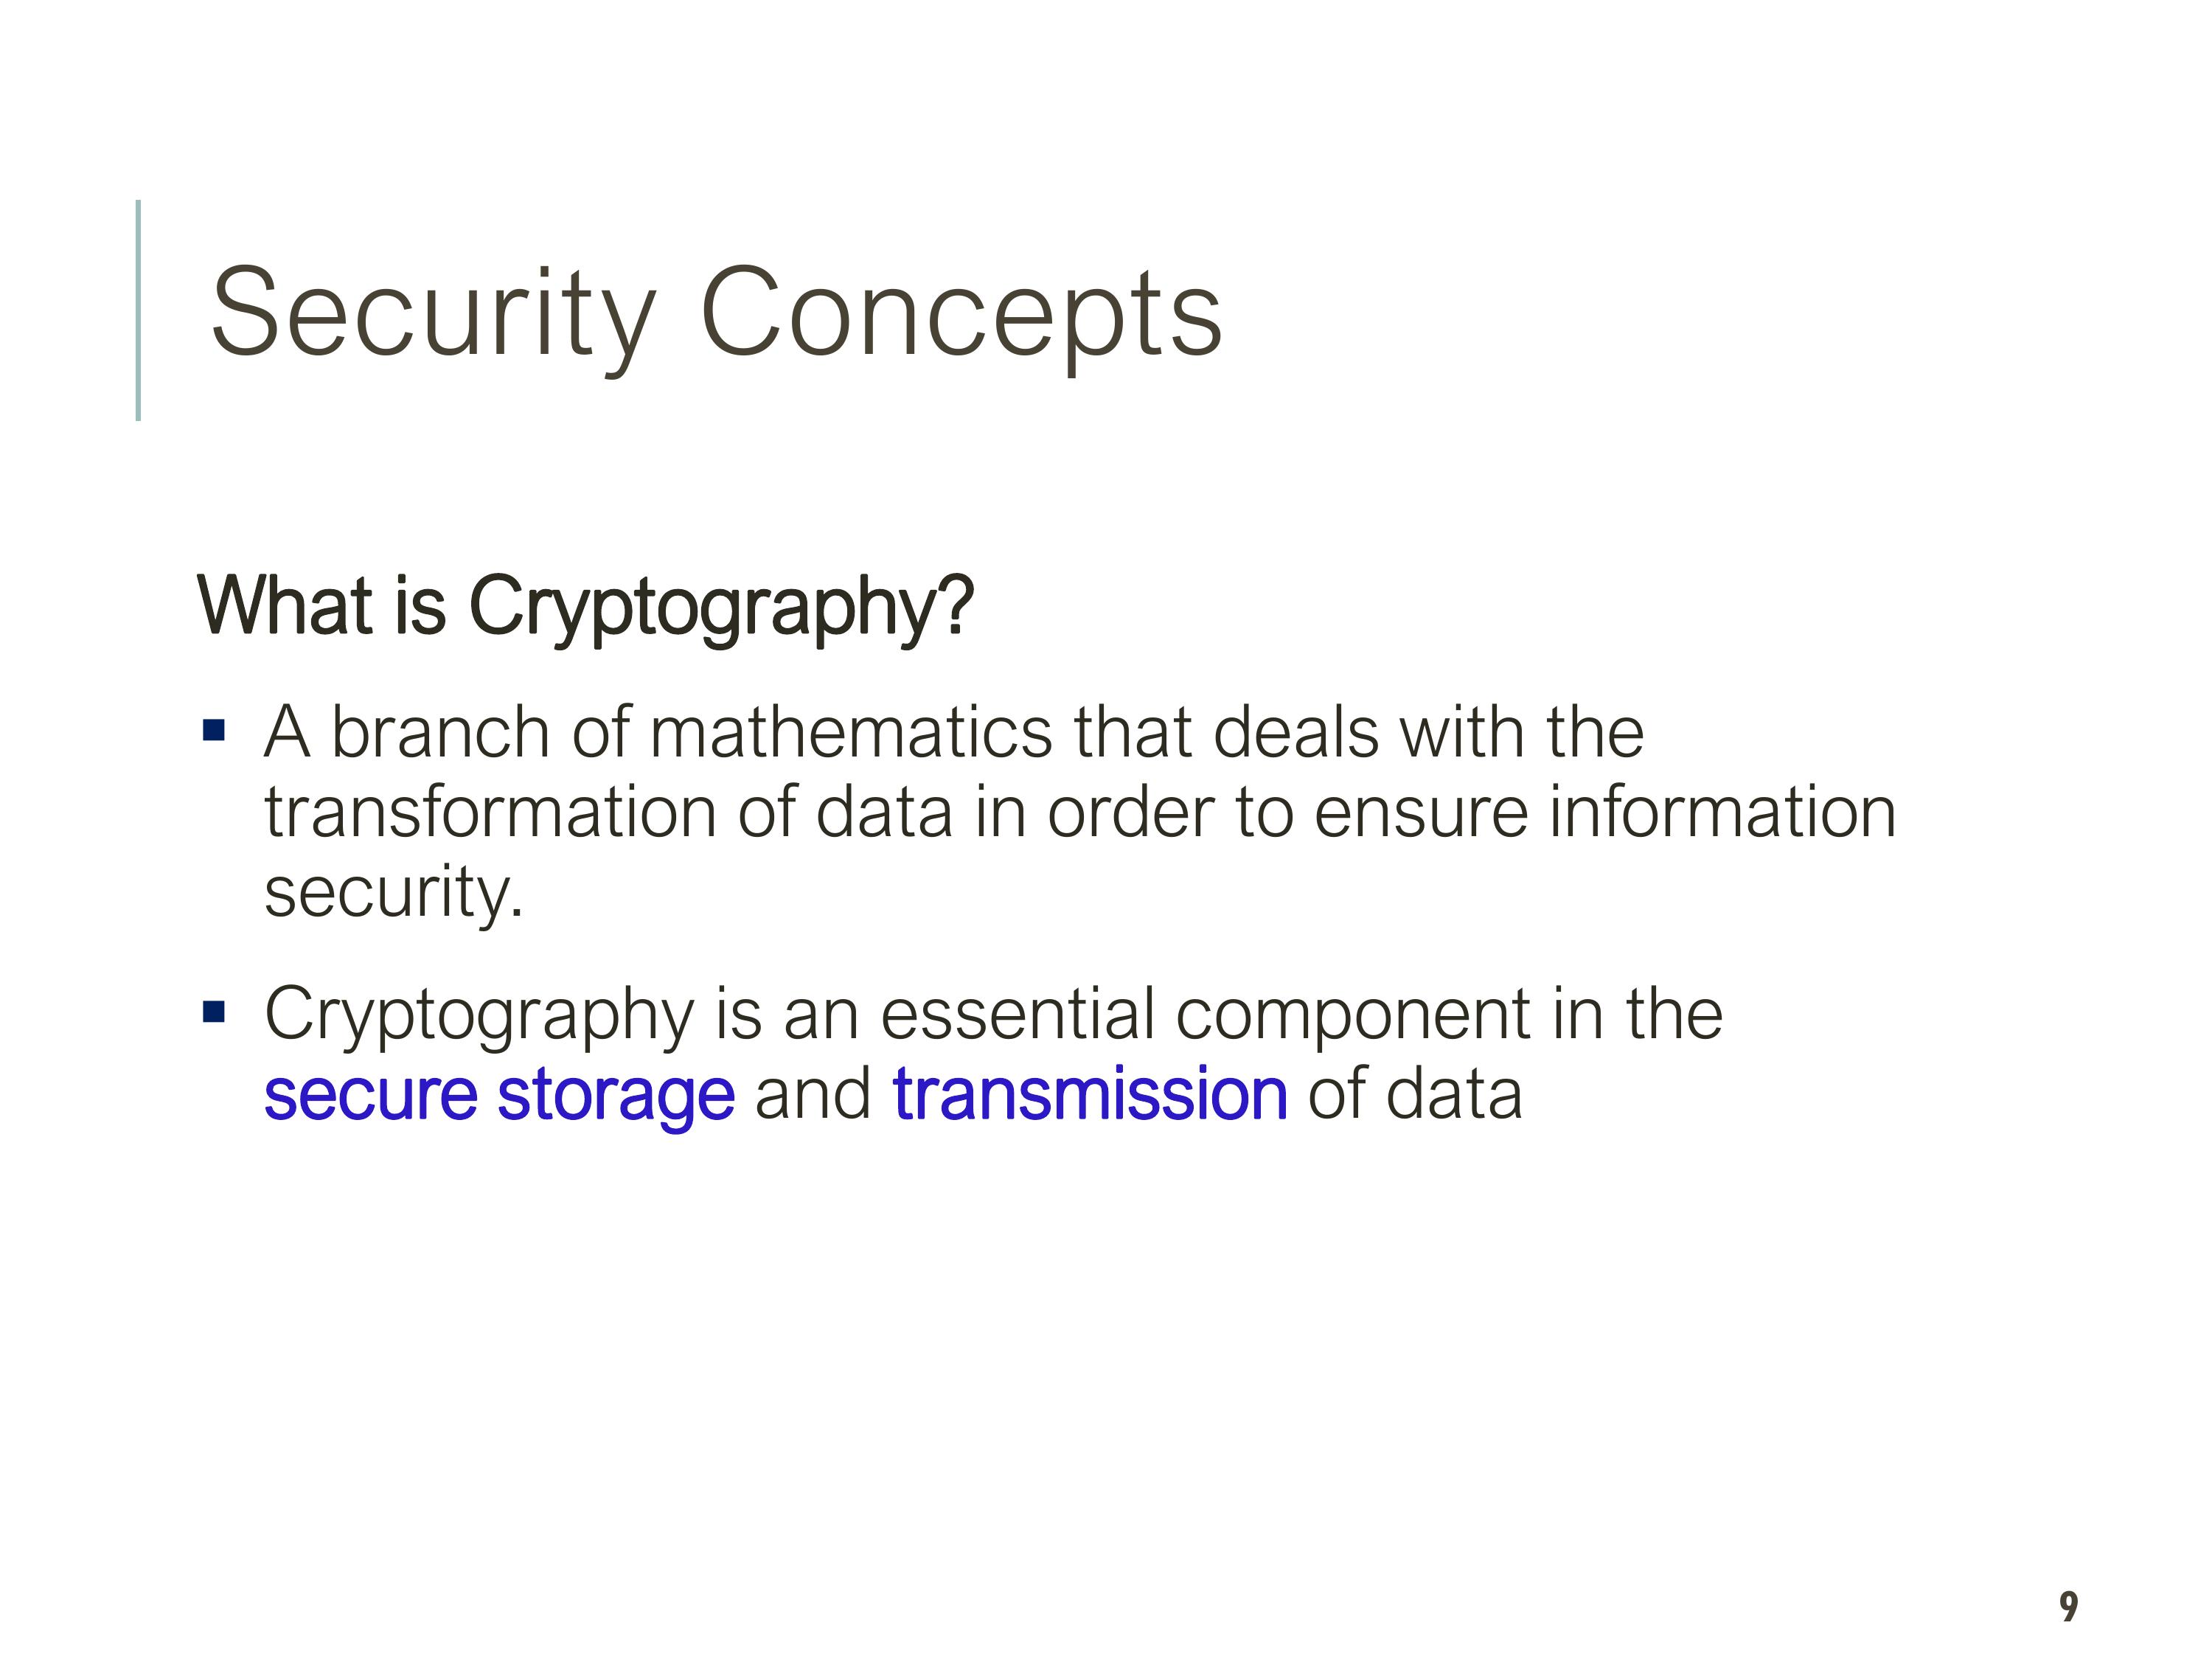 Security Concepts
What is Cryptography?
▪ A branch of mathematics that deals with the
transformation of data in order to ensure information
security.
▪ Cryptography is an essential component in the
secure storage and transmission of data
9